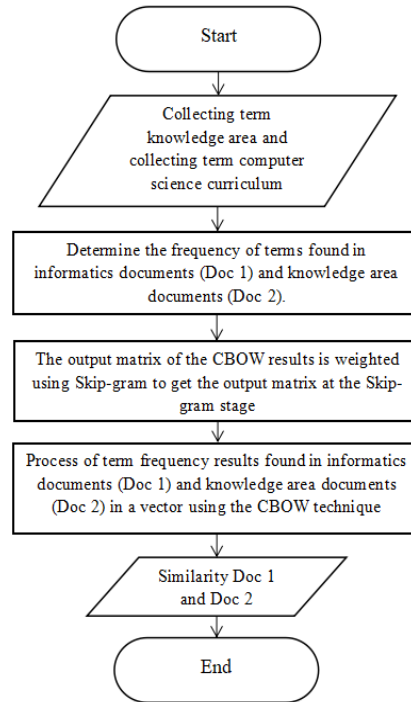 Start
Collecting term
knowledge area and
collecting term computer
science curriculum
Determine the frequency of terms found in
informatics documents (Doc 1) and knowledge area
documents (Doc 2).
The output matrix of the CBOW results is weighted
using Skip-gram to get the output matrix at the Skip-
gram stage
Process of term frequency results found in informatics
documents (Doc 1) and knowledge area documents
(Doc 2) in a vector using the CBOW technique
Similarity Doc 1
and Doc 2
End